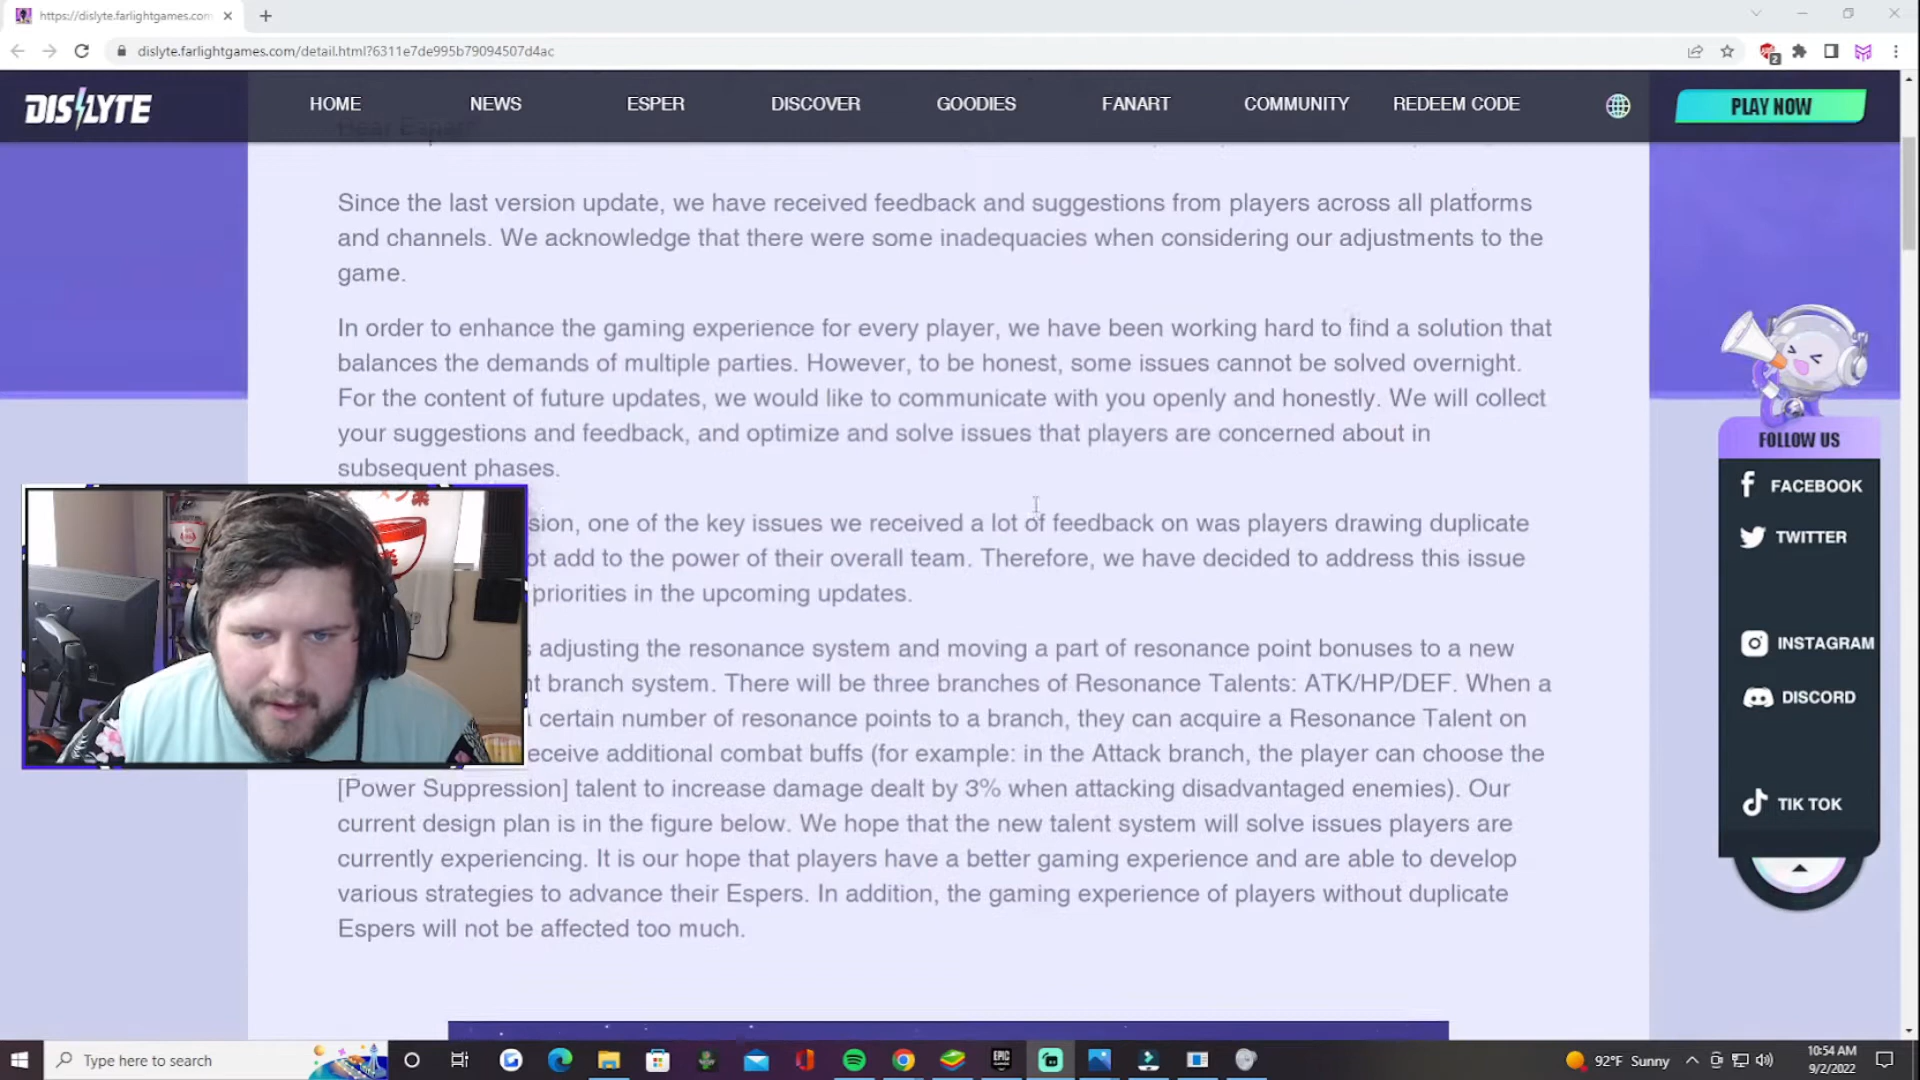 https://dislyte.farlightgames.com
dislyte.farlightgames.com/detail.html?6311e7de995b79094507d4ac
2
DISLYTE
HOME
NEWS
ESPER
DISCOVER
GOODIES
FANART
COMMUNITY
REDEEM CODE
PLAY NOW
Since the last version update, we have received feedback and suggestions from players across all platforms
and channels. We acknowledge that there were some inadequacies when considering our adjustments to the
game.
In order to enhance the gaming experience for every player, we have been working hard to find a solution that
balances the demands of multiple parties. However, to be honest, some issues cannot be solved overnight.
For the content of future updates, we would like to communicate with you openly and honestly. We will collect
your suggestions and feedback, and optimize and solve issues that players are concerned about in
subsequent phases.
sion, one of the key issues we received a lot of feedback on was players drawing duplicate
ot add to the power of their overall team. Therefore, we have decided to address this issue
priorities in the upcoming updates.
s adjusting the resonance system and moving a part of resonance point bonuses to a new
nt branch system. There will be three branches of Resonance Talents: ATK/HP/DEF. When a
a certain number of resonance points to a branch, they can acquire a Resonance Talent on
eceive additional combat buffs (for example: in the Attack branch, the player can choose the
[Power Suppression] talent to increase damage dealt by 3% when attacking disadvantaged enemies). Our
current design plan is in the figure below. We hope that the new talent system will solve issues players are
currently experiencing. It is our hope that players have a better gaming experience and are able to develop
various strategies to advance their Espers. In addition, the gaming experience of players without duplicate
Espers will not be affected too much.
FOLLOW US
FACEBOOK
TWITTER
INSTAGRAM
DISCORD
TIK TOK
Type here to search
EPIC
92°F Sunny
10:54 AM
9/2/2022